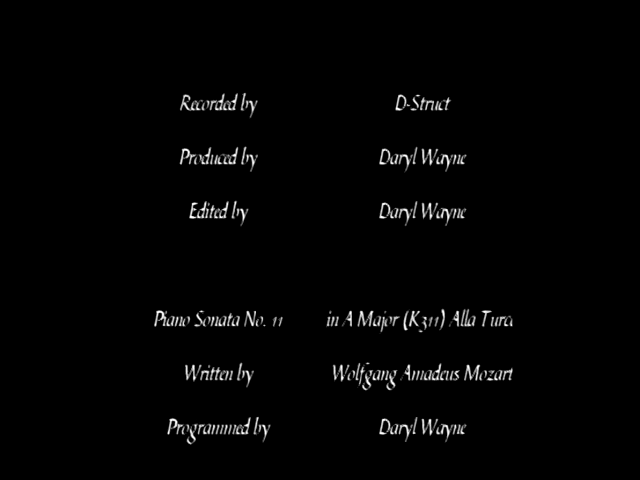 Recorded by D-Struct
Produced by Daryl Wayne
Edited by Daryl Wayne
Piano Sonata No. 11 in A Major (K311) Alla Turc
Written by Wolfgang Amadeus Mozart
Programmed by Daryl Wayne